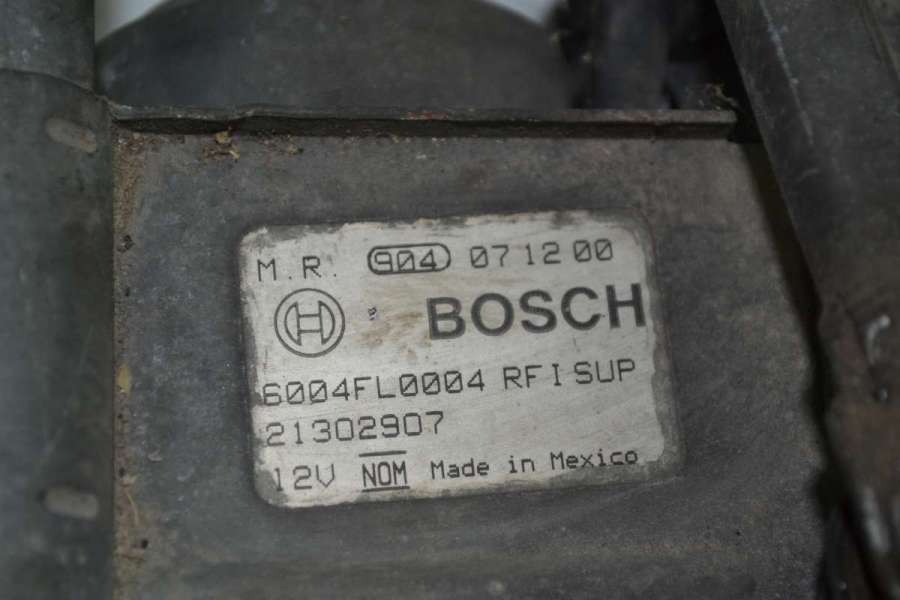 M.R. 904 071200
BOSCH
6004FL0004 RFI SUP
21302907
12V NOM Made in Mexico